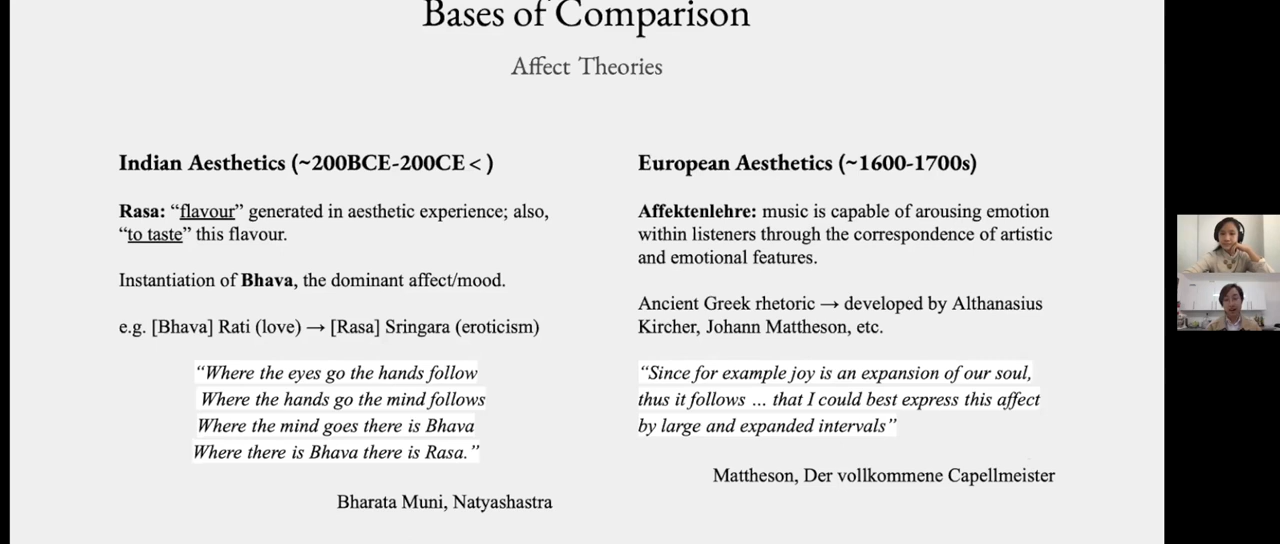 Bases of Comparison
Affect Theories
Indian Aesthetics (~200BCE-200CE < )
Rasa: “flavour” generated in aesthetic experience; also,
“to taste” this flavour.
Instantiation of Bhava, the dominant affect/mood.
e.g. [Bhava] Rati (love) → [Rasa] Sringara (eroticism)
“Where the eyes go the hands follow
Where the hands go the mind follows
Where the mind goes there is Bhava
Where there is Bhava there is Rasa.”
Bharata Muni, Natyashastra
European Aesthetics (~1600-1700s)
Affektenlehre: music is capable of arousing emotion
within listeners through the correspondence of artistic
and emotional features.
Ancient Greek rhetoric → developed by Althanasius
Kircher, Johann Mattheson, etc.
“Since for example joy is an expansion of our soul,
thus it follows ... that I could best express this affect
by large and expanded intervals”
Mattheson, Der vollkommene Capellmeister